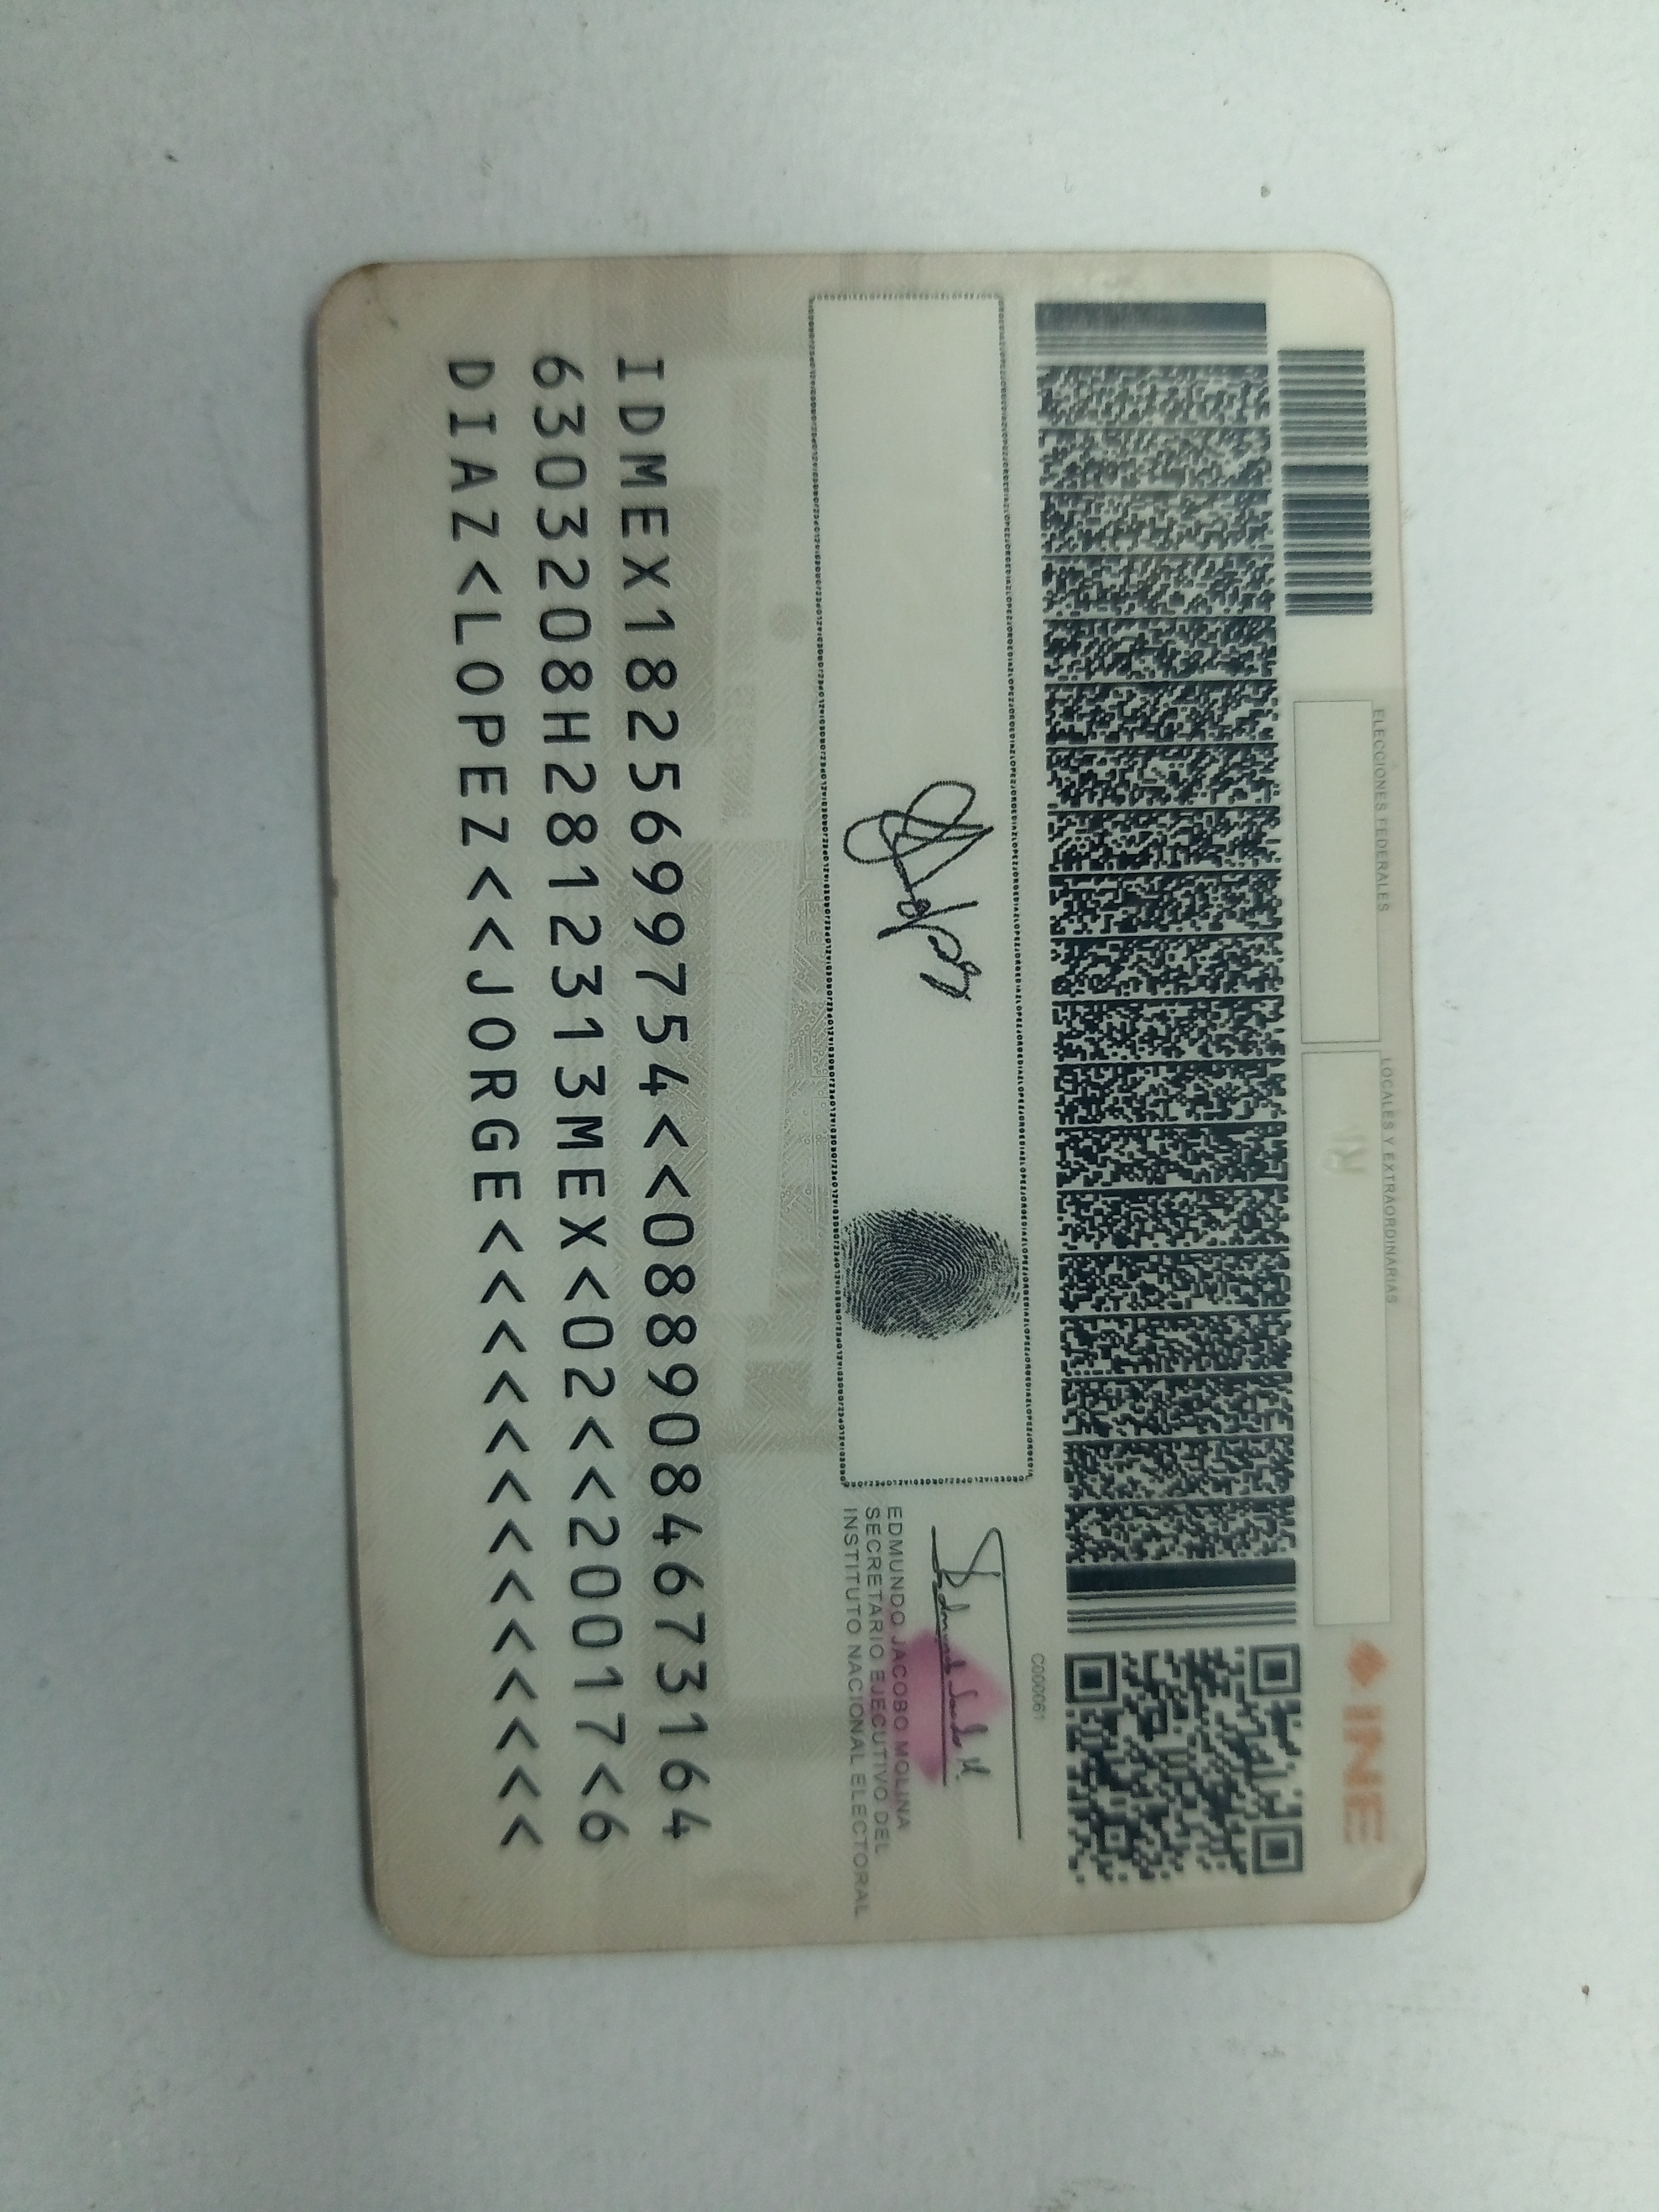 ELECCIONES FEDERALES
LOCALES Y EXTRAORDINARIAS
INE
C000061
EDMUNDO JACOBO MOLINA
SECRETARIO EJECUTIVO DEL
INSTITUTO NACIONAL ELECTORAL
IDMEX1825699754<<0889084673164
6303208H2812313MEX<02<<20017<6
DIAZ<LOPEZ<<JORGE<<<<<<<<<<<<<